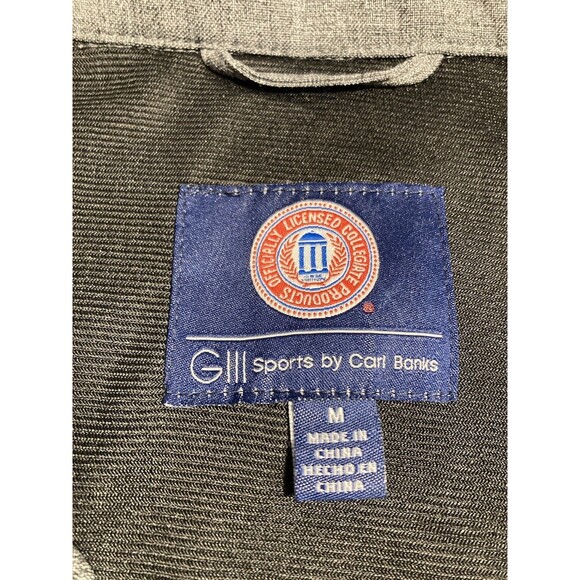 OFFICIALLY LICENSED COLLEGIATE PRODUCTS
®
GIII Sports by Carl Banks
M
MADE IN
CHINA
HECHO EN
CHINA